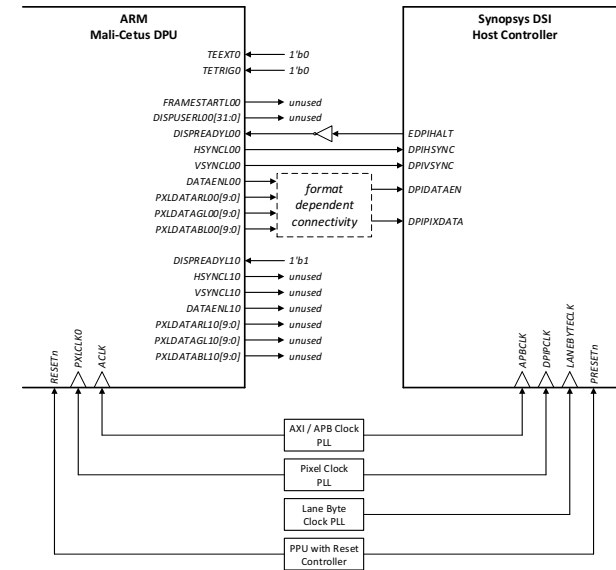 ARM
Mali-Cetus DPU
Synopsys DSI
Host Controller
TEEXT0 1'b0
TETRIG0 1'b0
FRAMESTARTL00 unused
DISPUSERL00[31:0] unused
DISPREADYL00 EDPIHALT
HSYNCL00 DPIHSYNC
VSYNCL00 DPIVSYNC
DATAENL00
PXLDATARL00[9:0]
PXLDATAGL00[9:0]
PXLDATABL00[9:0]
format
dependent
connectivity
DPIDATAEN
DPIPIXDATA
DISPREADYL10 1'b1
HSYNCL10 unused
VSYNCL10 unused
DATAENL10 unused
PXLDATARL10[9:0] unused
PXLDATAGL10[9:0] unused
PXLDATABL10[9:0] unused
RESETn
PXLCLK0
ACLK
APBCLK
DPIPCLK
LANEBYTECLK
PRESETn
AXI / APB Clock
PLL
Pixel Clock
PLL
Lane Byte
Clock PLL
PPU with Reset
Controller